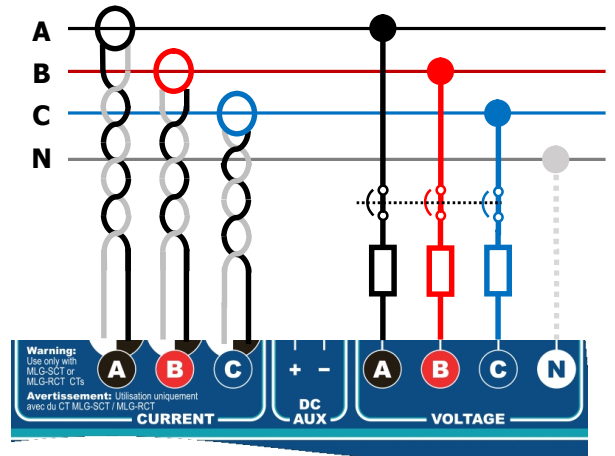 A
B
C
N
Warning:
Use only with
MLG-SCT or
MLG-RCT CTs
A B C + − A B C N
Avertissement: Utilisation uniquement
avec du CT MLG-SCT / MLG-RCT
DC
AUX
CURRENT
VOLTAGE